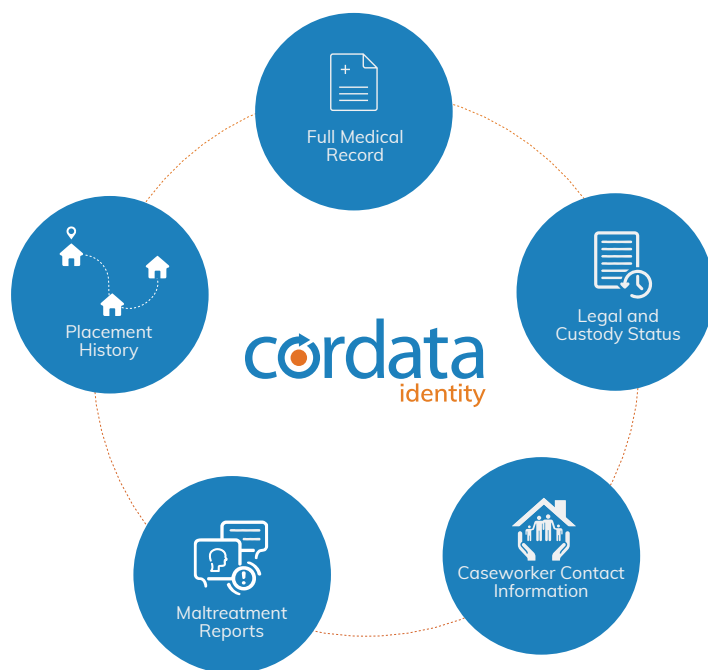 Full Medical
Record
Legal and
Custody Status
Caseworker Contact
Information
Maltreatment
Reports
Placement
History
cordata
identity